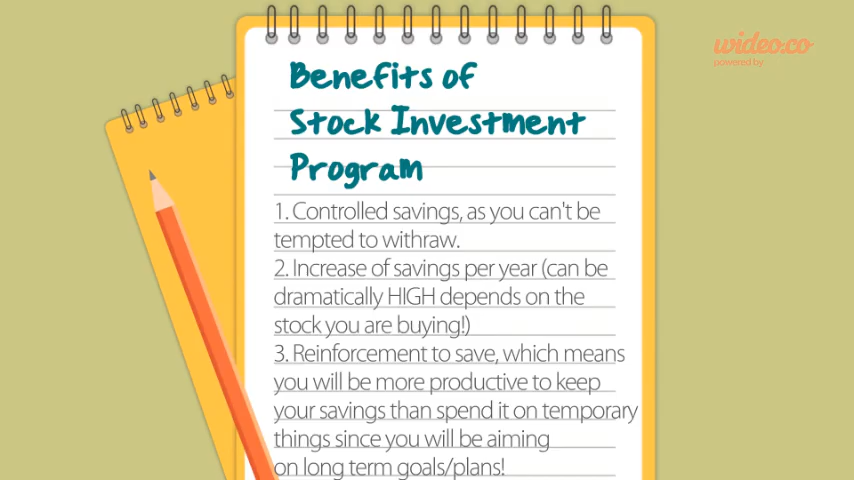 Benefits of
Stock Investment
Program
1. Controlled savings, as you can't be
tempted to withraw.
2. Increase of savings per year (can be
dramatically HIGH depends on the
stock you are buying!)
3. Reinforcement to save, which means
you will be more productive to keep
your savings than spend it on temporary
things since you will be aiming
on long term goals/plans!
wideo.co
powered by